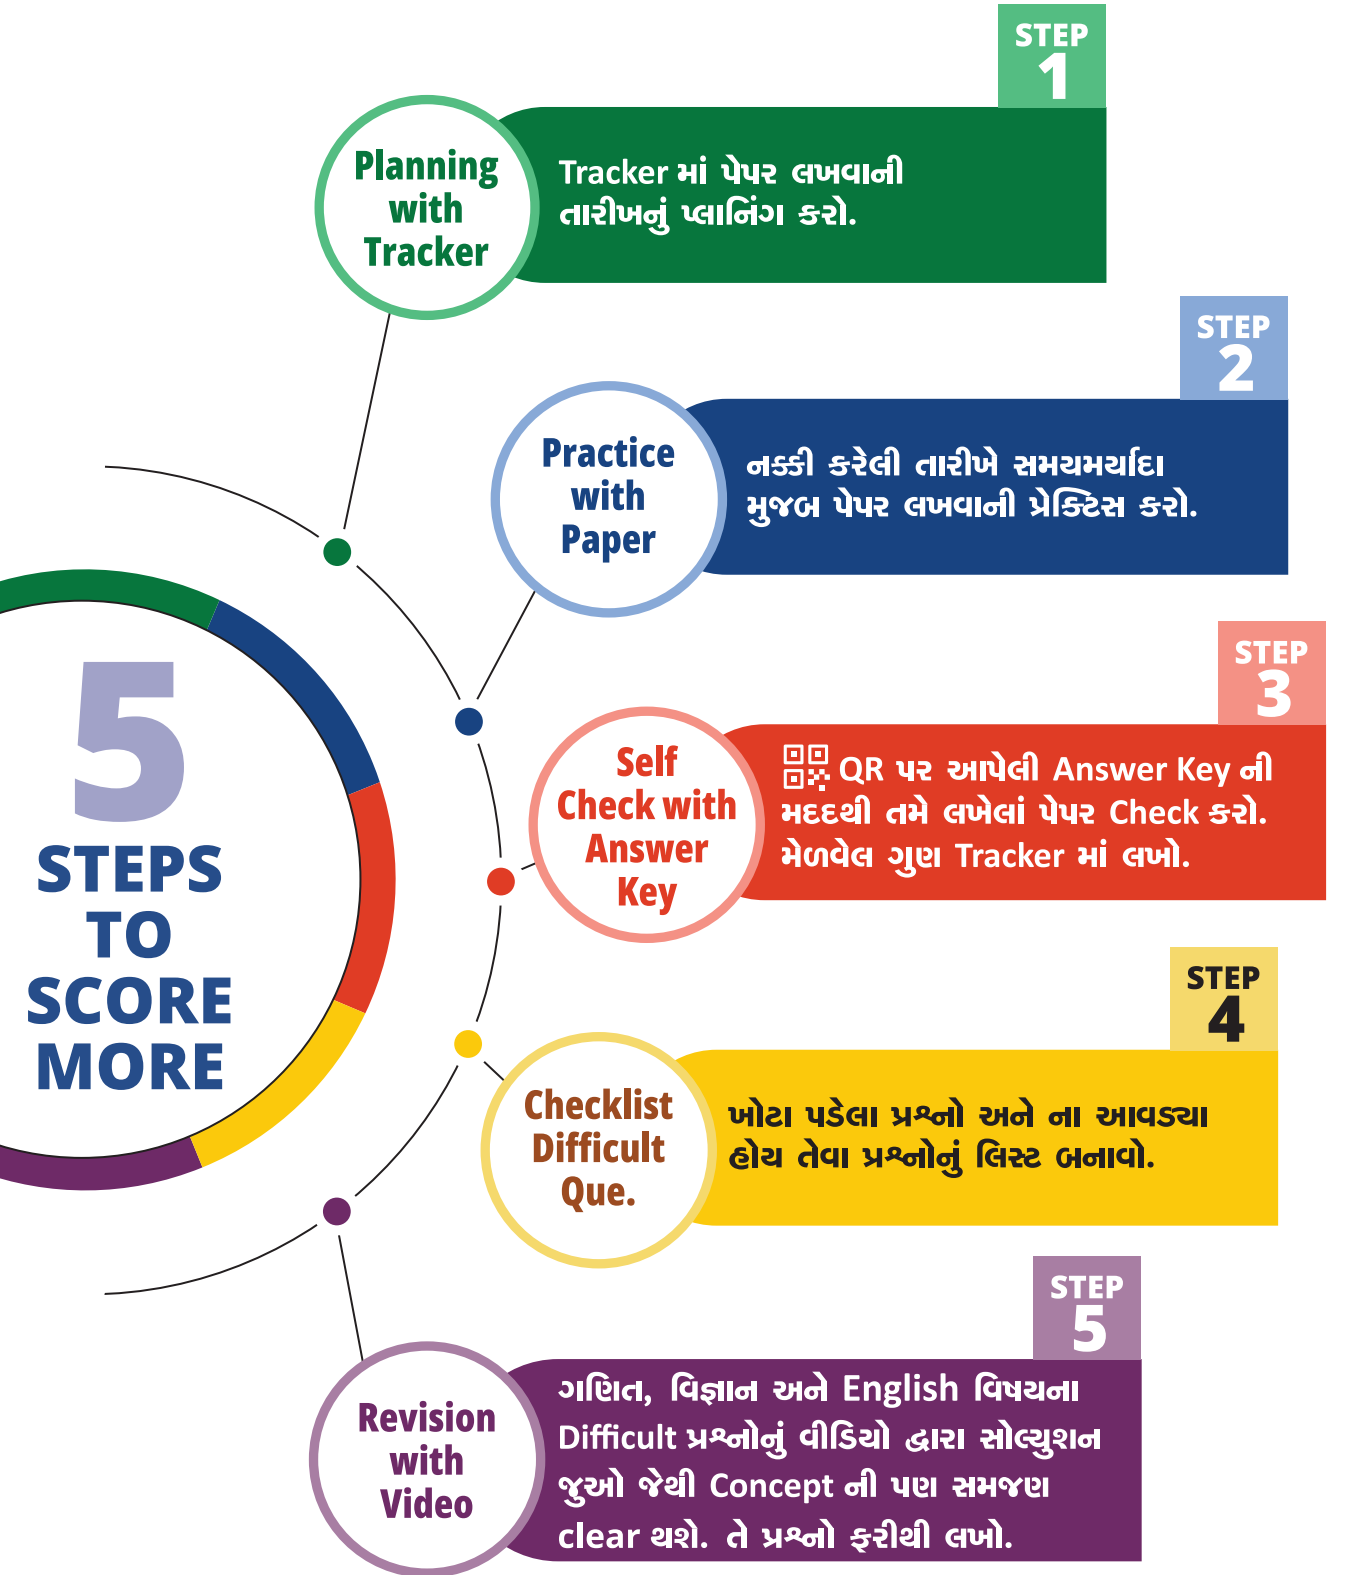 5
STEPS
TO
SCORE
MORE
STEP
1
Planning
with
Tracker
Tracker માં પેપર લખવાની
તારીખનું પ્લાનિંગ કરો.
STEP
2
Practice
with
Paper
નક્કી કરેલી તારીખે સમયમર્યાદા
મુજબ પેપર લખવાની પ્રેક્ટિસ કરો.
STEP
3
Self
Check with
Answer
Key
QR પર આપેલી Answer Key ની
મદદથી તમે લખેલાં પેપર Check કરો.
મેળવેલ ગુણ Tracker માં લખો.
STEP
4
Checklist
Difficult
Que.
ખોટા પડેલા પ્રશ્નો અને ના આવડ્યા
હોય તેવા પ્રશ્નોનું લિસ્ટ બનાવો.
STEP
5
Revision
with
Video
ગણિત, વિજ્ઞાન અને English વિષયના
Difficult પ્રશ્નોનું વીડિયો દ્વારા સોલ્યુશન
જુઓ જેથી Concept ની પણ સમજણ
clear થશે. તે પ્રશ્નો ફરીથી લખો.